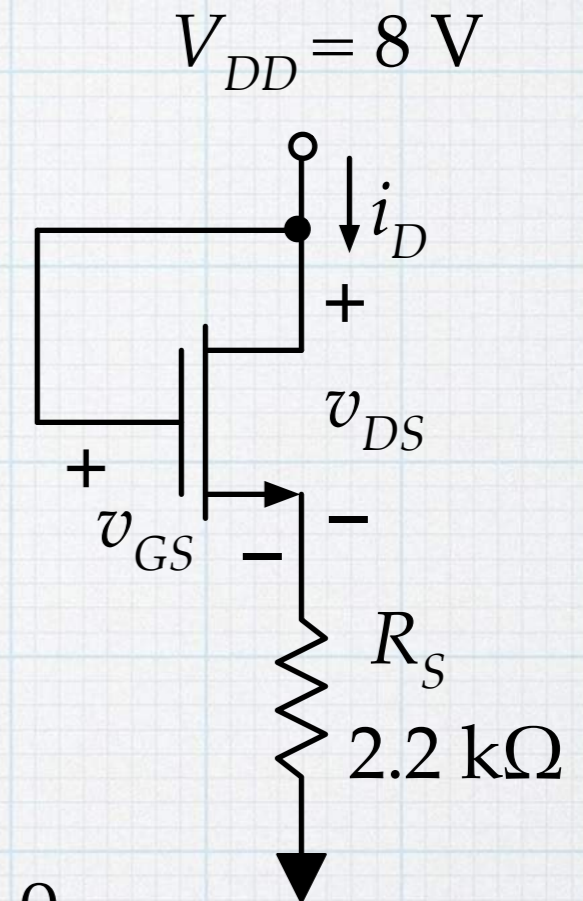 V_DD = 8 V
i_D
+
v_DS
+
v_GS
−
−
R_S
2.2 kΩ